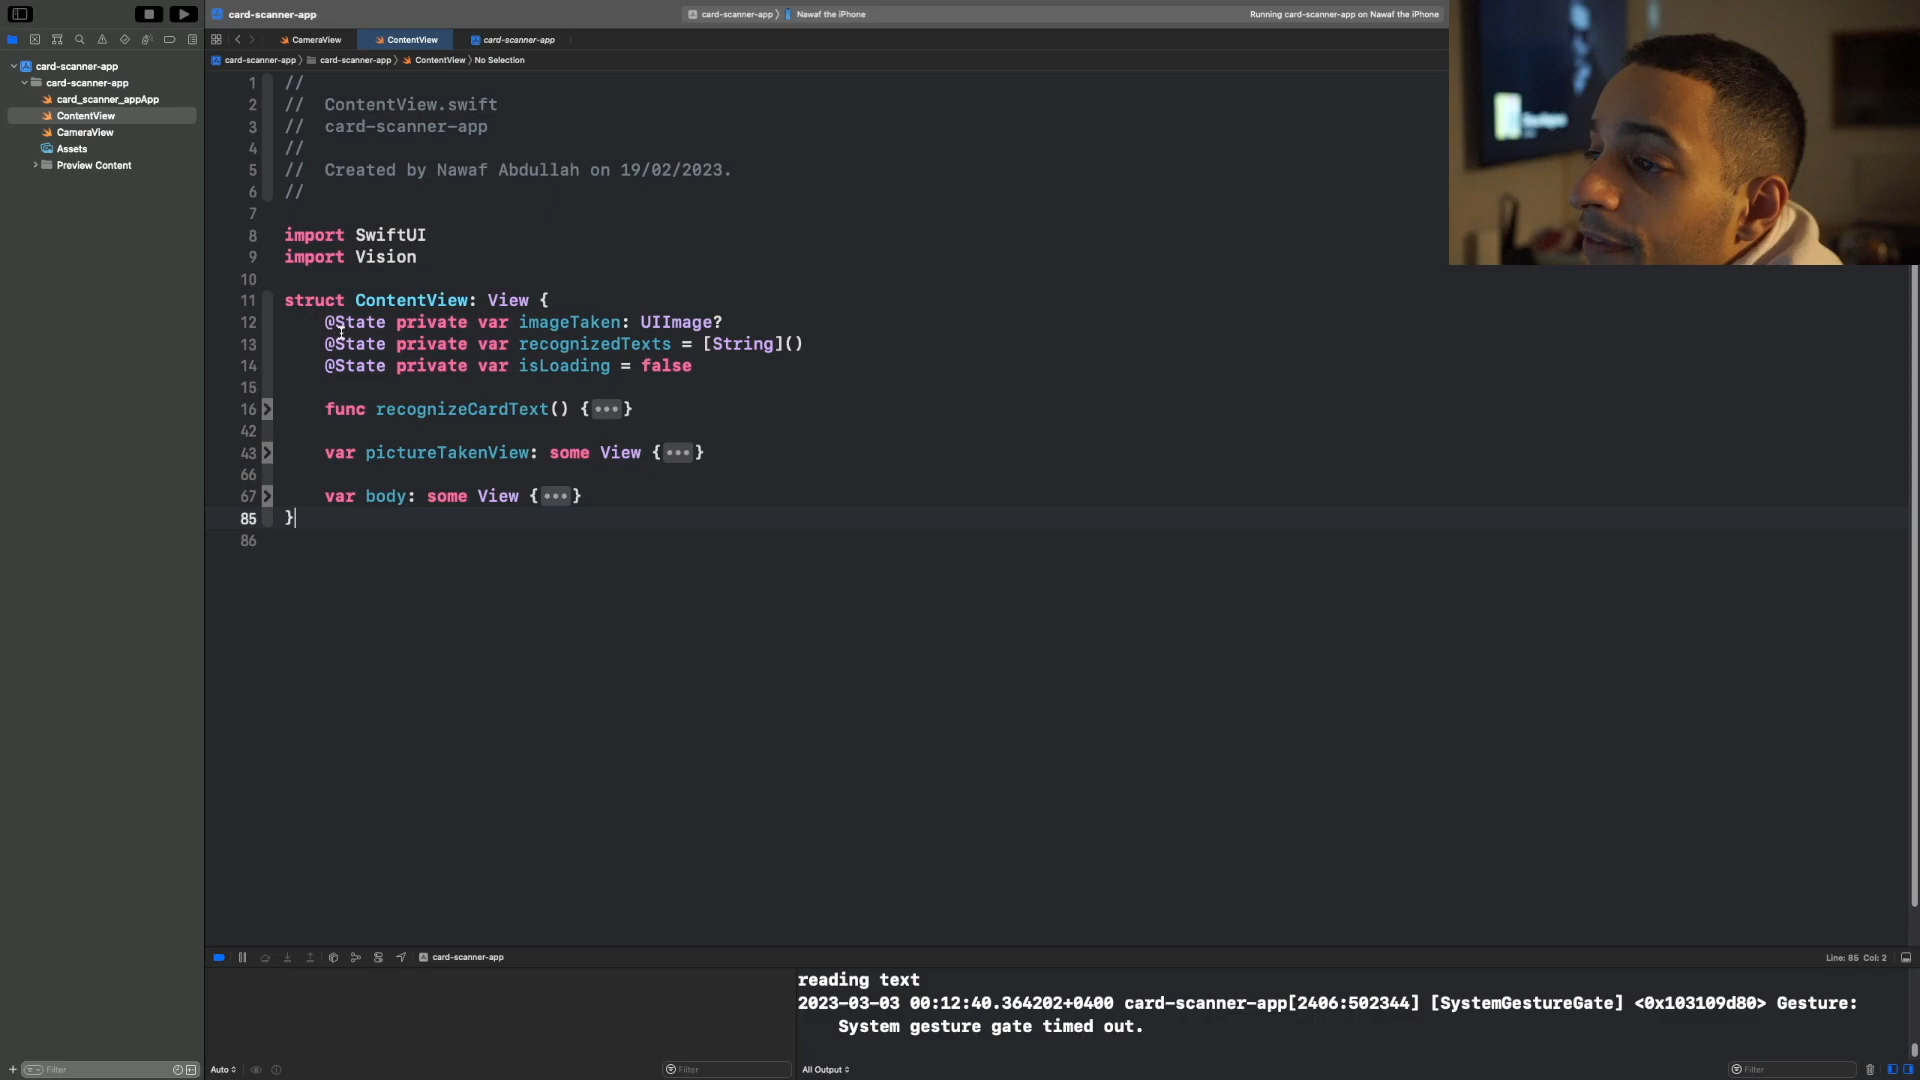 card-scanner-app
card-scanner-app 〉 Nawaf the iPhone
Running card-scanner-app on Nawaf the iPhone
CameraView
ContentView
card-scanner-app
card-scanner-app 〉 card-scanner-app 〉 ContentView 〉 No Selection
card-scanner-app
card-scanner-app
card_scanner_appApp
ContentView
CameraView
Assets
Preview Content
1 //
2 // ContentView.swift
3 // card-scanner-app
4 //
5 // Created by Nawaf Abdullah on 19/02/2023.
6 //
7
8 import SwiftUI
9 import Vision
10
11 struct ContentView: View {
12 @State private var imageTaken: UIImage?
13 @State private var recognizedTexts = [String]()
14 @State private var isLoading = false
15
16 func recognizeCardText() {•••}
42
43 var pictureTakenView: some View {•••}
66
67 var body: some View {•••}
85 }
86
card-scanner-app
Line: 85 Col: 2
reading text
2023-03-03 00:12:40.364202+0400 card-scanner-app[2406:502344] [SystemGestureGate] <0x103109d80> Gesture:
System gesture gate timed out.
Filter
Auto
Filter
All Output
Filter